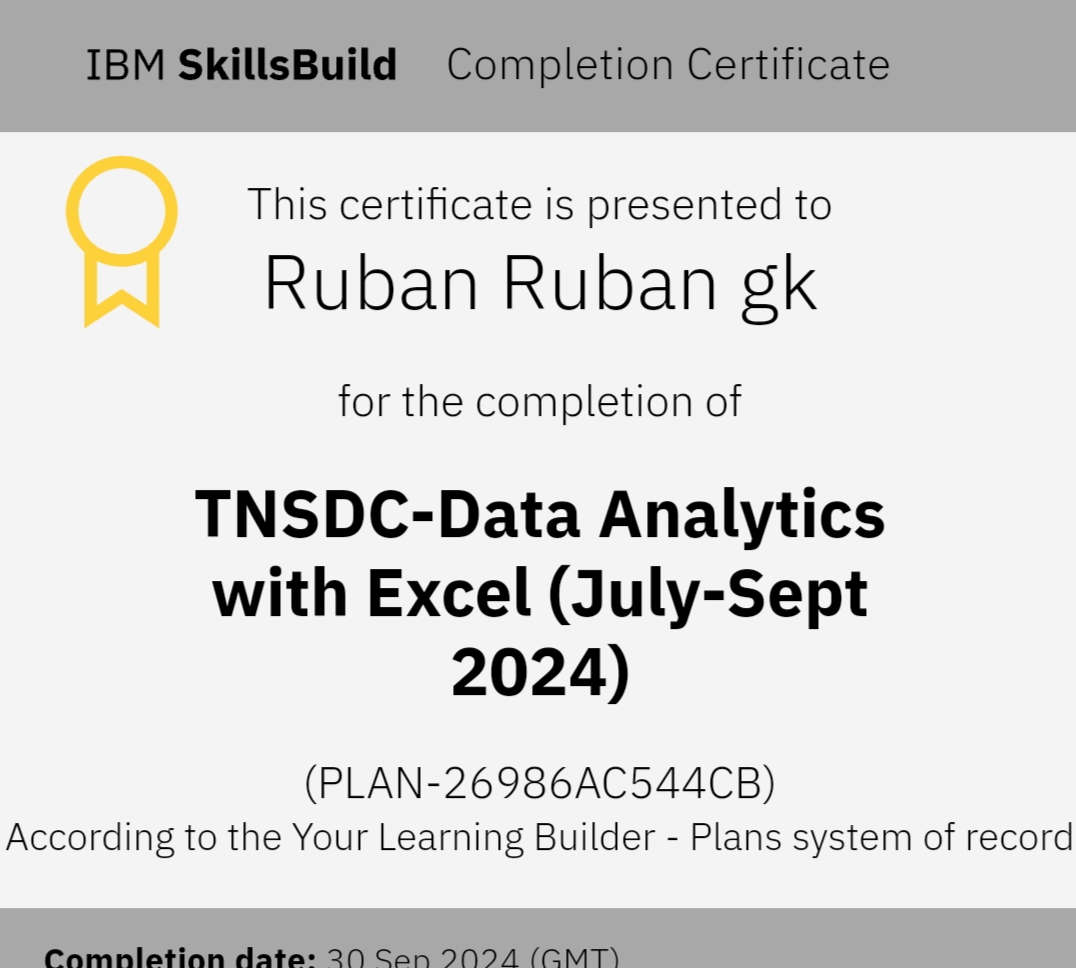 IBM SkillsBuild Completion Certificate
This certificate is presented to
Ruban Ruban gk
for the completion of
TNSDC-Data Analytics
with Excel (July-Sept
2024)
(PLAN-26986AC544CB)
According to the Your Learning Builder - Plans system of record
Completion date: 30 Sep 2024 (GMT)